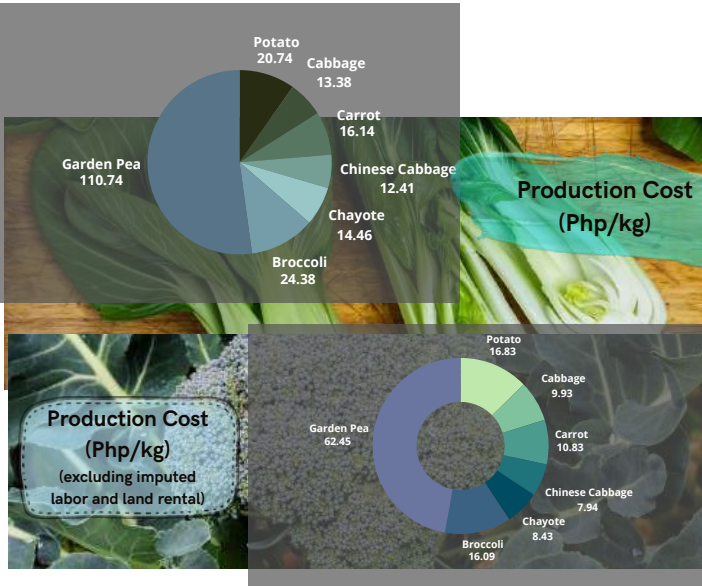 Potato
20.74
Cabbage
13.38
Carrot
16.14
Chinese Cabbage
12.41
Chayote
14.46
Broccoli
24.38
Garden Pea
110.74
Production Cost
(Php/kg)
Production Cost
(Php/kg)
(excluding imputed
labor and land rental)
Potato
16.83
Cabbage
9.93
Carrot
10.83
Chinese Cabbage
7.94
Chayote
8.43
Broccoli
16.09
Garden Pea
62.45